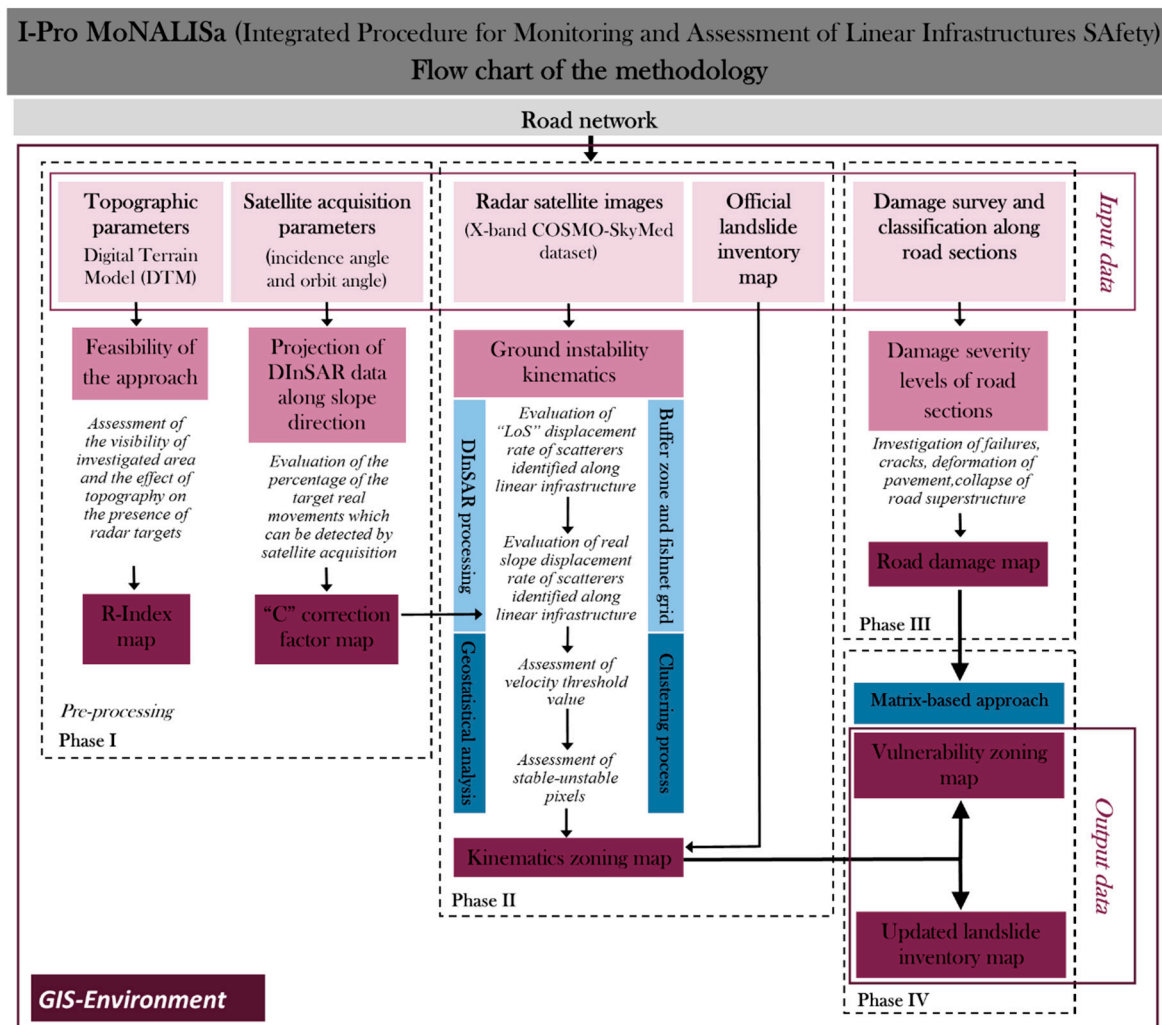 I-Pro MoNALISa (Integrated Procedure for Monitoring and Assessment of Linear Infrastructures SAfety)
Flow chart of the methodology
Road network
Topographic
parameters
Digital Terrain
Model (DTM)
Satellite acquisition
parameters
(incidence angle
and orbit angle)
Radar satellite images
(X-band COSMO-SkyMed
dataset)
Official
landslide
inventory
map
Damage survey and
classification along
road sections
Input data
Feasibility of
the approach
Assessment of
the visibility of
investigated area
and the effect of
topography on
the presence of
radar targets
R-Index
map
Projection of
DInSAR data
along slope
direction
Evaluation of the
percentage of the
target real
movements which
can be detected by
satellite acquisition
“C” correction
factor map
Pre-processing
Phase I
Ground instability
kinematics
DInSAR processing
Geostatistical analysis
Evaluation of
“LoS” displacement
rate of scatterers
identified along
linear infrastructure
Evaluation of real
slope displacement
rate of scatterers
identified along
linear infrastructure
Assessment of
velocity threshold
value
Assessment of
stable-unstable
pixels
Buffer zone and fishnet grid
Clustering process
Kinematics zoning map
Phase II
Damage severity
levels of road
sections
Investigation of failures,
cracks, deformation of
pavement,collapse of
road superstructure
Road damage map
Phase III
Matrix-based approach
Vulnerability zoning
map
Updated landslide
inventory map
Output data
Phase IV
GIS-Environment